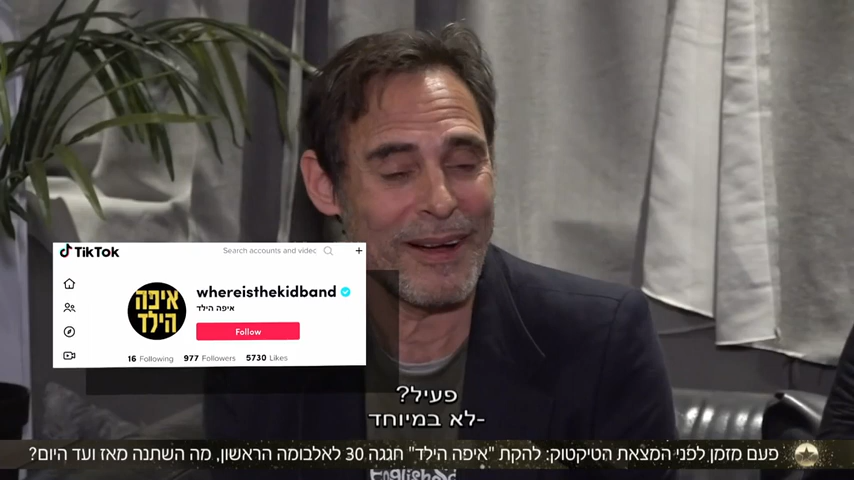 TikTok
Search accounts and videc
איפה
הילד
whereisthekidband
איפה הילד
Follow
16 Following 977 Followers 5730 Likes
פעיל?
-לא במיוחד
פעם מזמן לפני המצאת הטיקטוק: להקת "איפה הילד" חגגה 30 לאלבומה הראשון, מה השתנה מאז ועד היום?